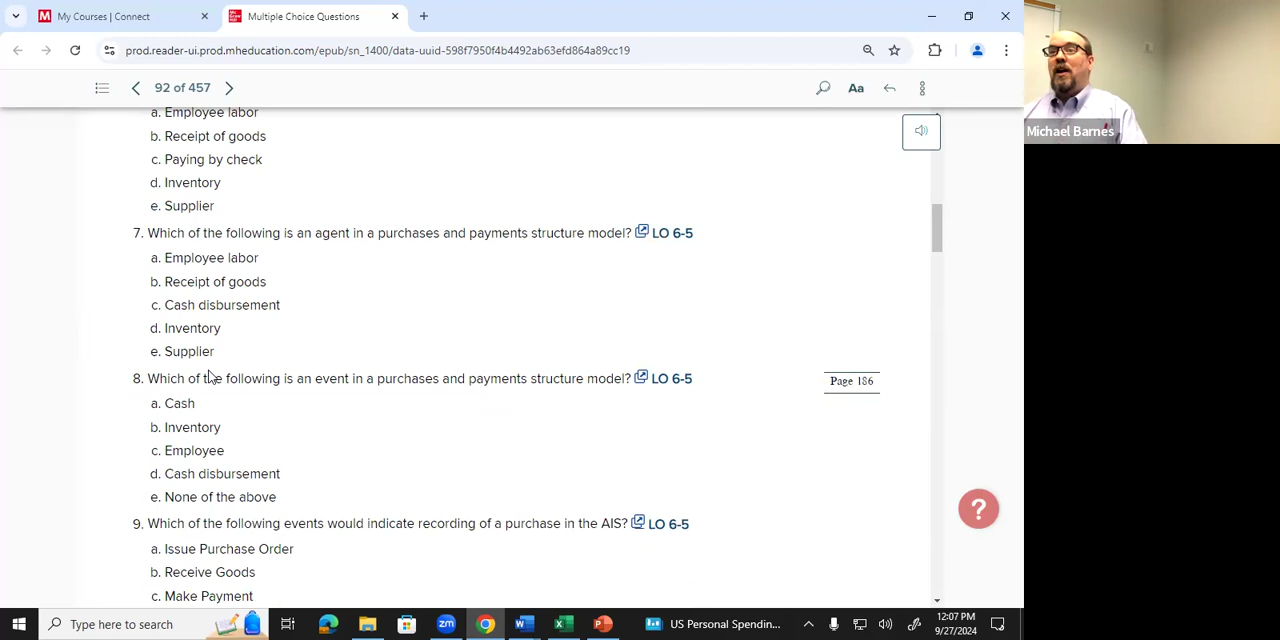 My Courses | Connect
Multiple Choice Questions
prod.reader-ui.prod.mheducation.com/epub/sn_1400/data-uuid-598f7950f4b4492ab63efd864a89cc19
92 of 457
Aa
a. Employee labor
b. Receipt of goods
c. Paying by check
d. Inventory
e. Supplier
7. Which of the following is an agent in a purchases and payments structure model? LO 6-5
a. Employee labor
b. Receipt of goods
c. Cash disbursement
d. Inventory
e. Supplier
8. Which of the following is an event in a purchases and payments structure model? LO 6-5
Page 186
a. Cash
b. Inventory
c. Employee
d. Cash disbursement
e. None of the above
9. Which of the following events would indicate recording of a purchase in the AIS? LO 6-5
a. Issue Purchase Order
b. Receive Goods
c. Make Payment
?
Michael Barnes
Type here to search
US Personal Spendin...
12:07 PM
9/27/2024